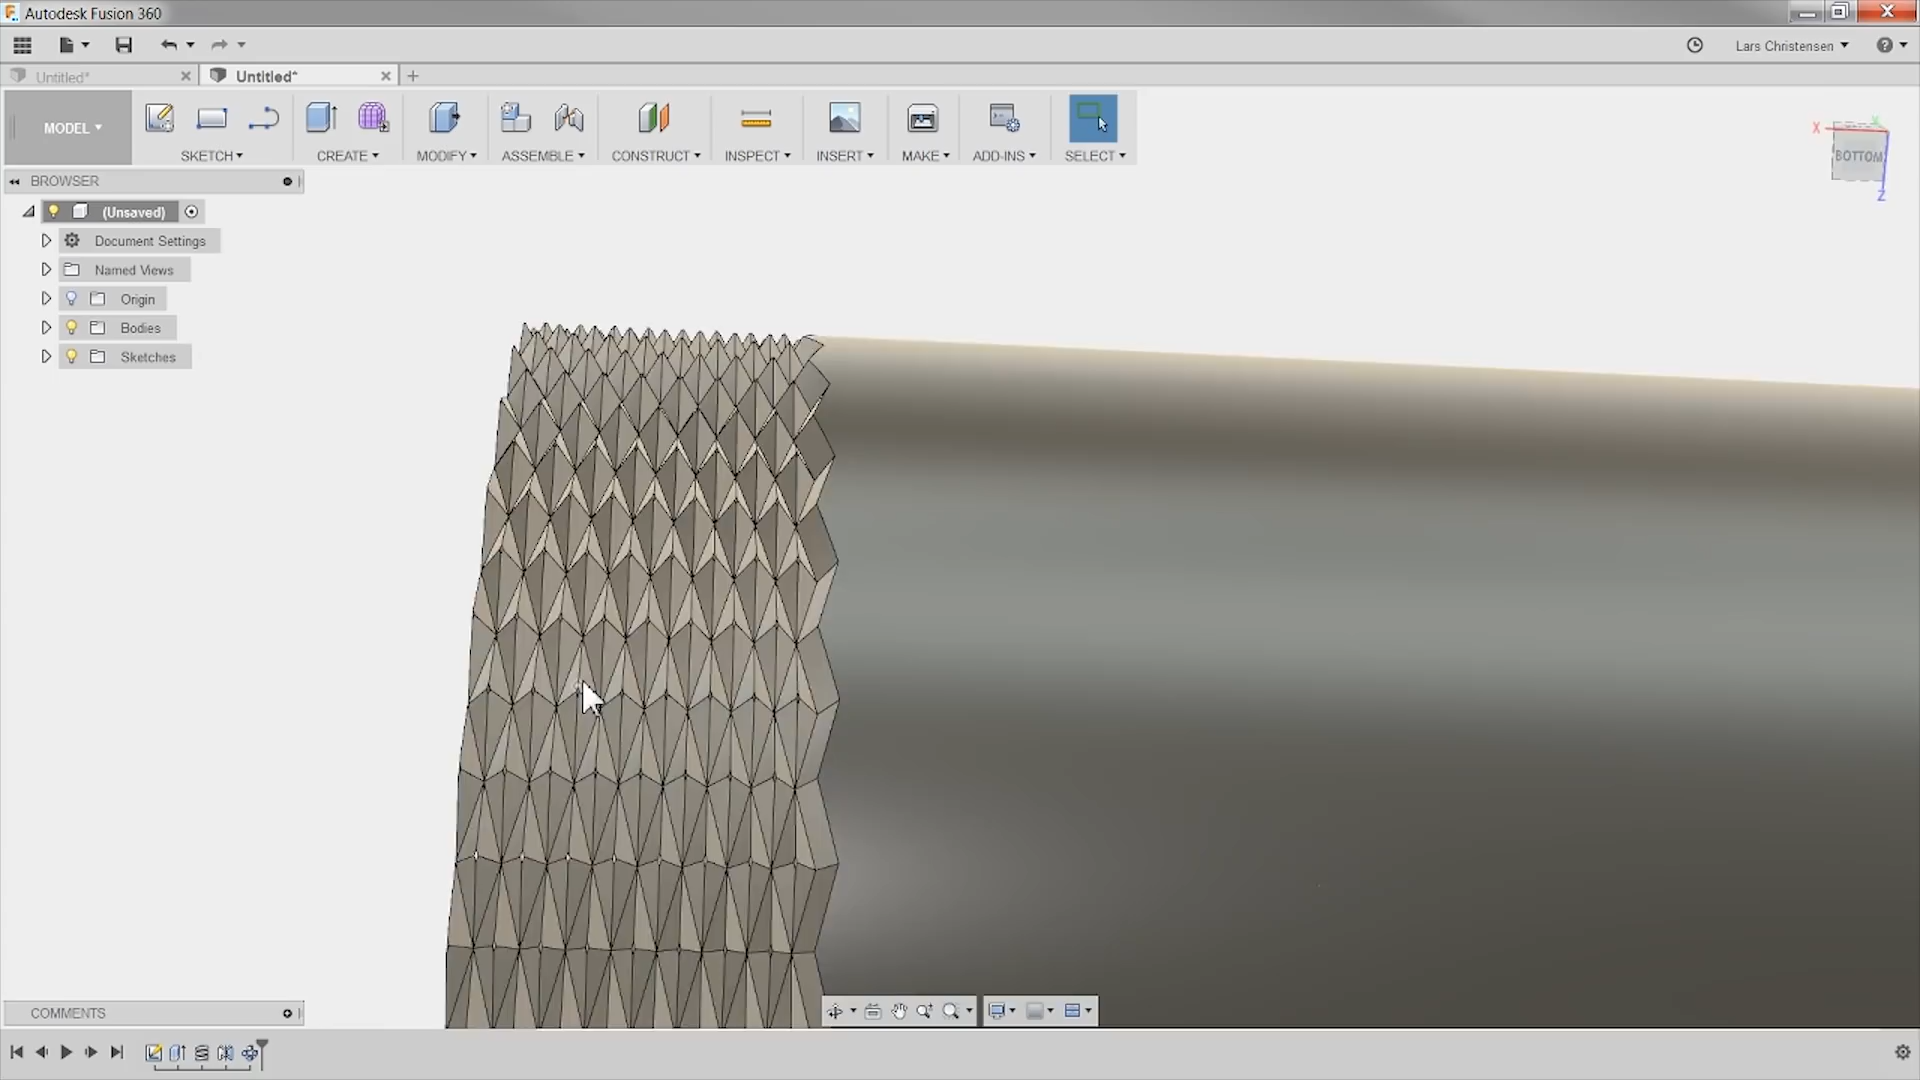 Autodesk Fusion 360
Lars Christensen
Untitled*
Untitled*
MODEL
SKETCH
CREATE
MODIFY
ASSEMBLE
CONSTRUCT
INSPECT
INSERT
MAKE
ADD-INS
SELECT
X
BOTTOM
Z
BROWSER
(Unsaved)
Document Settings
Named Views
Origin
Bodies
Sketches
COMMENTS